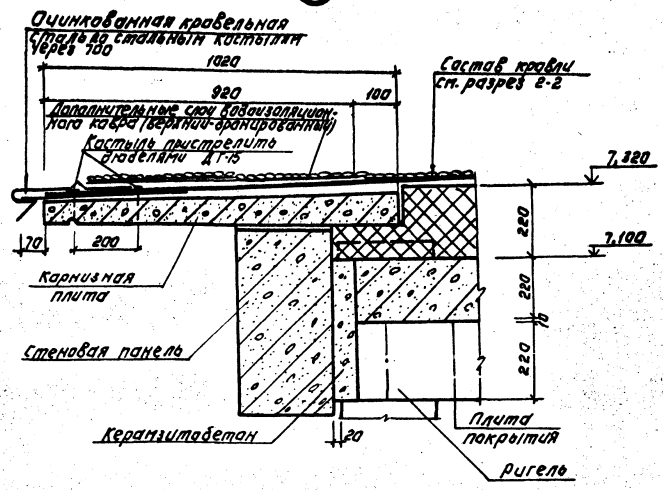 Оцинкованная кровельная
сталь по стальным костылям
через 700
1020
920
100
Дополнительные слои водоизоляцион-
ного ковра (верхний-бронированный)
Костыль пристрелить
дюбелями ДГ-15
Состав кровли
см. разрез 2-2
7,320
7,100
220
220
10
220
70
200
Карнизная
плита
Стеновая панель
Керамзитобетон
20
Плита
покрытия
Ригель